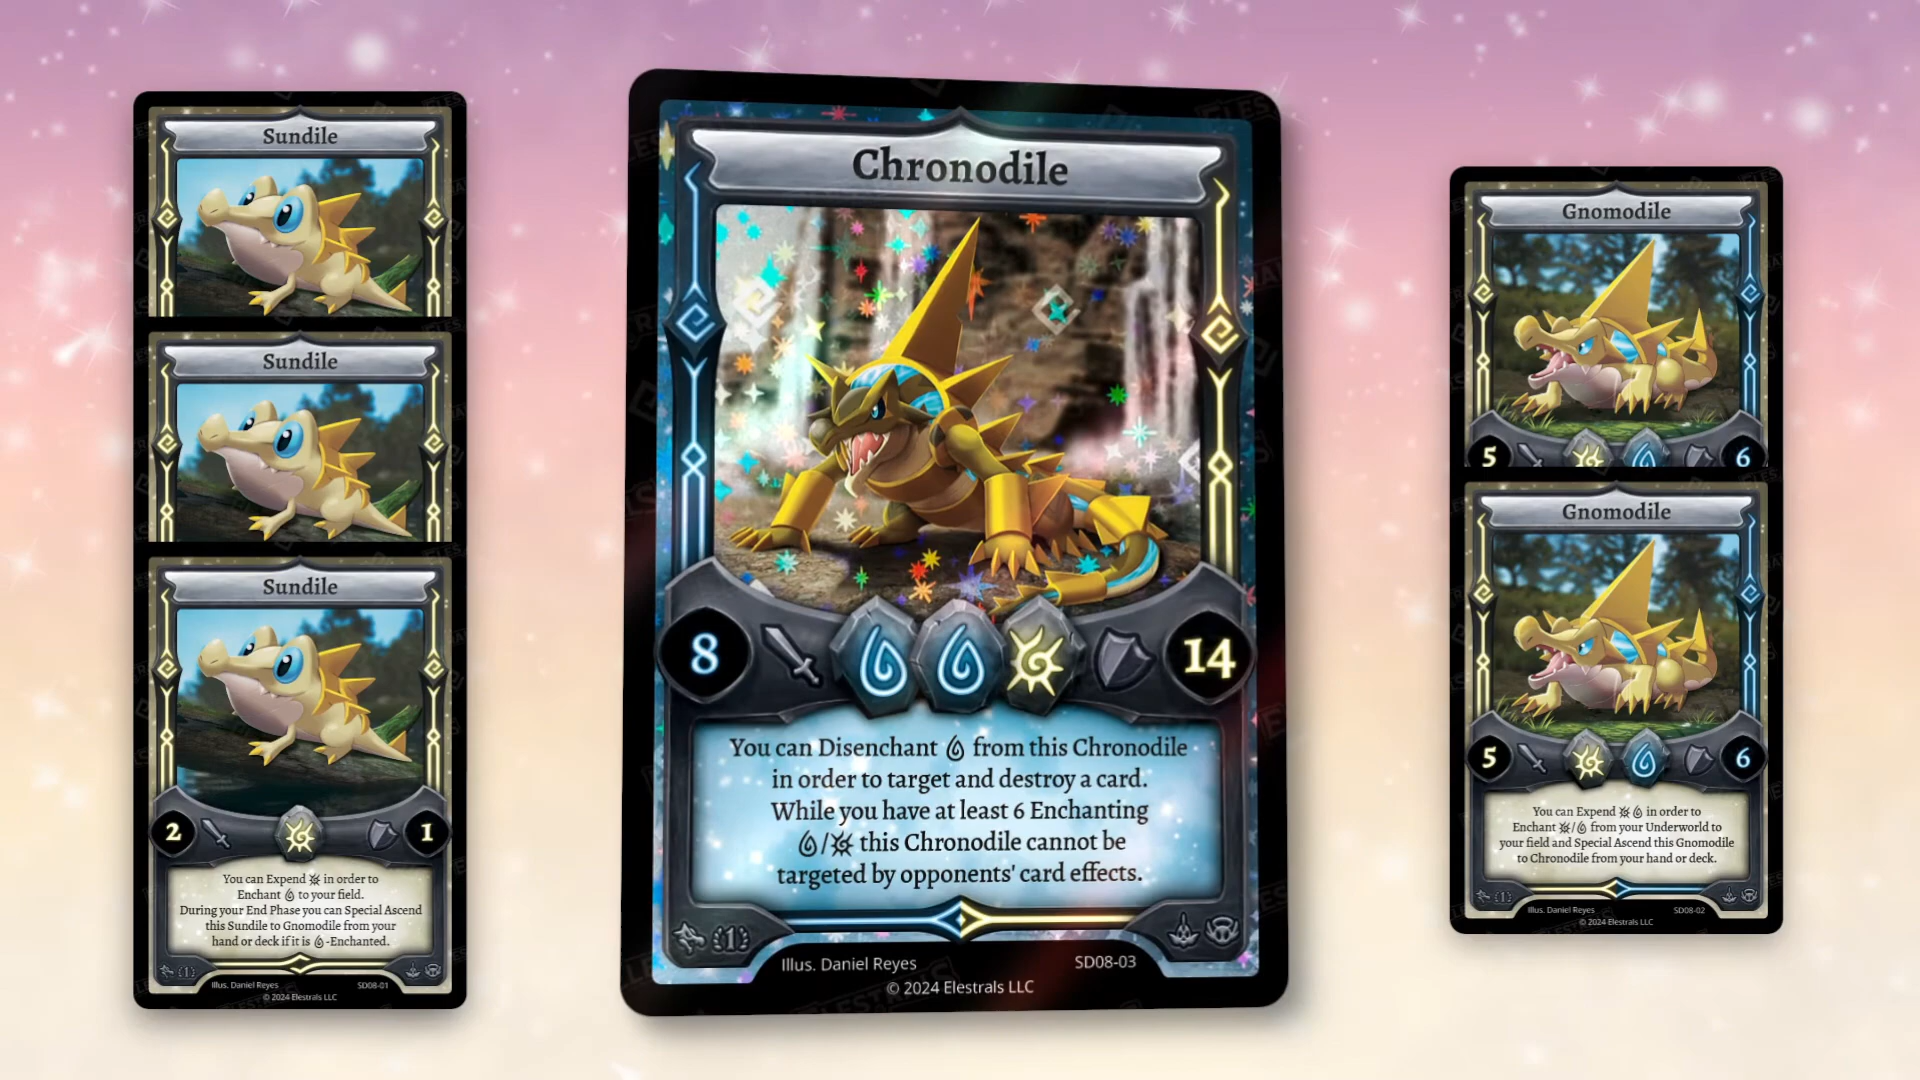 Sundile
Sundile
Sundile
2
1
You can Expend in order to
Enchant to your field.
During your End Phase you can Special Ascend
this Sundile to Gnomodile from your
hand or deck if it is -Enchanted.
(1)
Illus. Daniel Reyes
SD08-01
© 2024 Elestrals LLC
Chronodile
8
14
You can Disenchant from this Chronodile
in order to target and destroy a card.
While you have at least 6 Enchanting
/ this Chronodile cannot be
targeted by opponents' card effects.
1
Illus. Daniel Reyes
SD08-03
© 2024 Elestrals LLC
Gnomodile
5
6
Gnomodile
5
6
You can Expend in order to
Enchant / from your Underworld to
your field and Special Ascend this Gnomodile
to Chronodile from your hand or deck.
(1)
Illus. Daniel Reyes
SD08-02
© 2024 Elestrals LLC